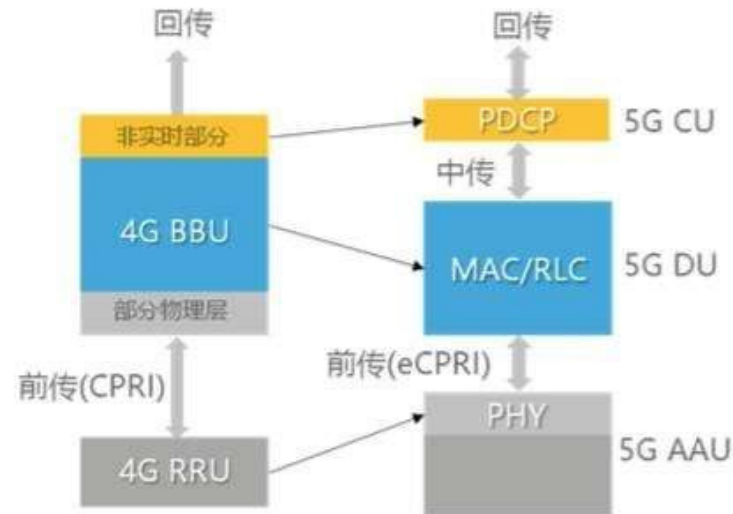 回传
非实时部分
4G BBU
部分物理层
前传(CPRI)
4G RRU
回传
PDCP
5G CU
中传
MAC/RLC
5G DU
前传(eCPRI)
PHY
5G AAU